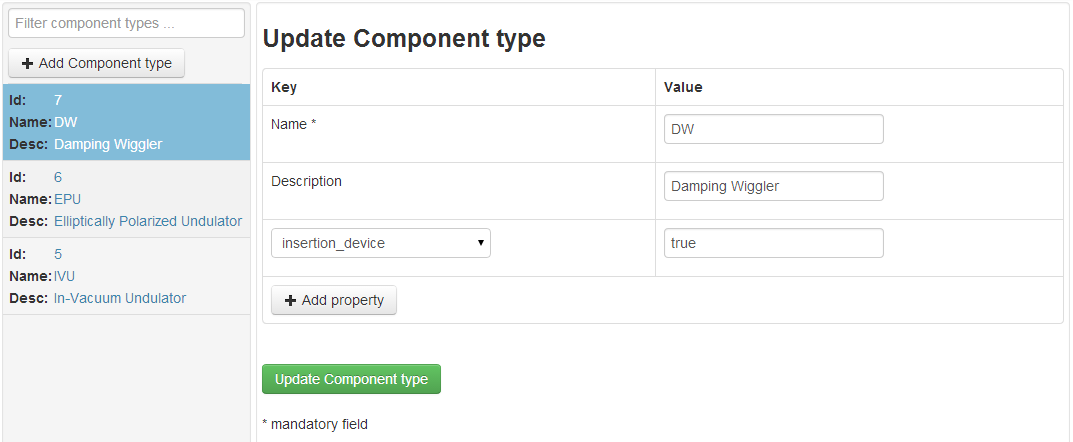 Filter component types ...
Add Component type
Id: 7
Name: DW
Desc: Damping Wiggler
Id: 6
Name: EPU
Desc: Elliptically Polarized Undulator
Id: 5
Name: IVU
Desc: In-Vacuum Undulator
Update Component type
Key Value
Name * DW
Description Damping Wiggler
insertion_device true
Add property
Update Component type
* mandatory field